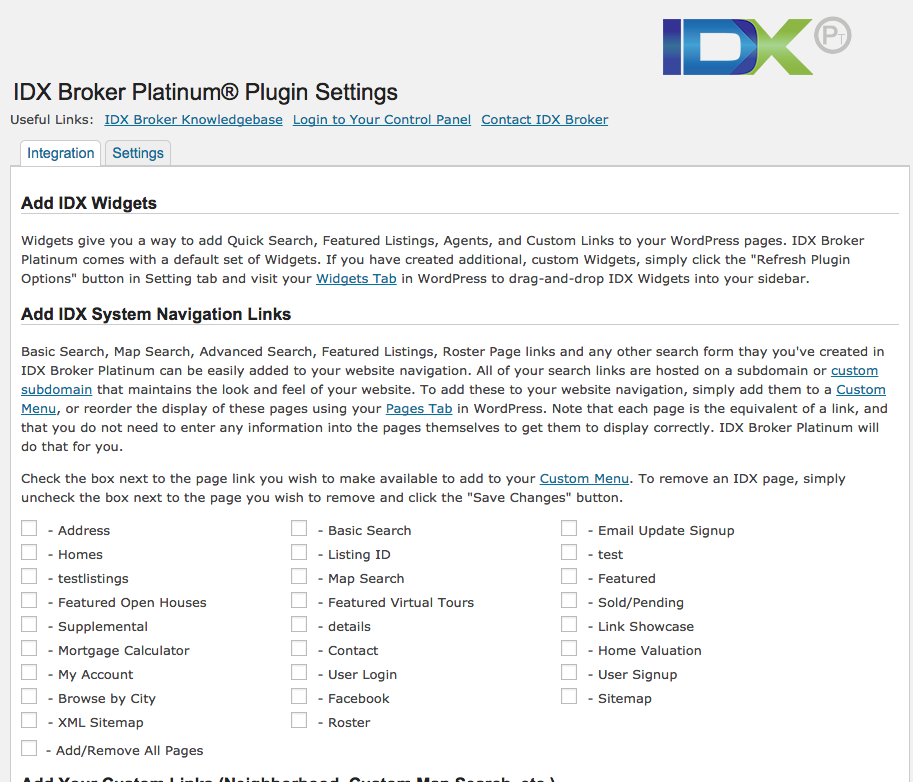 IDX PT
IDX Broker Platinum® Plugin Settings
Useful Links: IDX Broker Knowledgebase Login to Your Control Panel Contact IDX Broker
Integration Settings
Add IDX Widgets
Widgets give you a way to add Quick Search, Featured Listings, Agents, and Custom Links to your WordPress pages. IDX Broker
Platinum comes with a default set of Widgets. If you have created additional, custom Widgets, simply click the "Refresh Plugin
Options" button in Setting tab and visit your Widgets Tab in WordPress to drag-and-drop IDX Widgets into your sidebar.
Add IDX System Navigation Links
Basic Search, Map Search, Advanced Search, Featured Listings, Roster Page links and any other search form thay you've created in
IDX Broker Platinum can be easily added to your website navigation. All of your search links are hosted on a subdomain or custom
subdomain that maintains the look and feel of your website. To add these to your website navigation, simply add them to a Custom
Menu, or reorder the display of these pages using your Pages Tab in WordPress. Note that each page is the equivalent of a link, and
that you do not need to enter any information into the pages themselves to get them to display correctly. IDX Broker Platinum will
do that for you.
Check the box next to the page link you wish to make available to add to your Custom Menu. To remove an IDX page, simply
uncheck the box next to the page you wish to remove and click the "Save Changes" button.
- Address - Basic Search - Email Update Signup
- Homes - Listing ID - test
- testlistings - Map Search - Featured
- Featured Open Houses - Featured Virtual Tours - Sold/Pending
- Supplemental - details - Link Showcase
- Mortgage Calculator - Contact - Home Valuation
- My Account - User Login - User Signup
- Browse by City - Facebook - Sitemap
- XML Sitemap - Roster
- Add/Remove All Pages
Add Your Custom Links (Neighborhood, Custom Map Search, etc.)